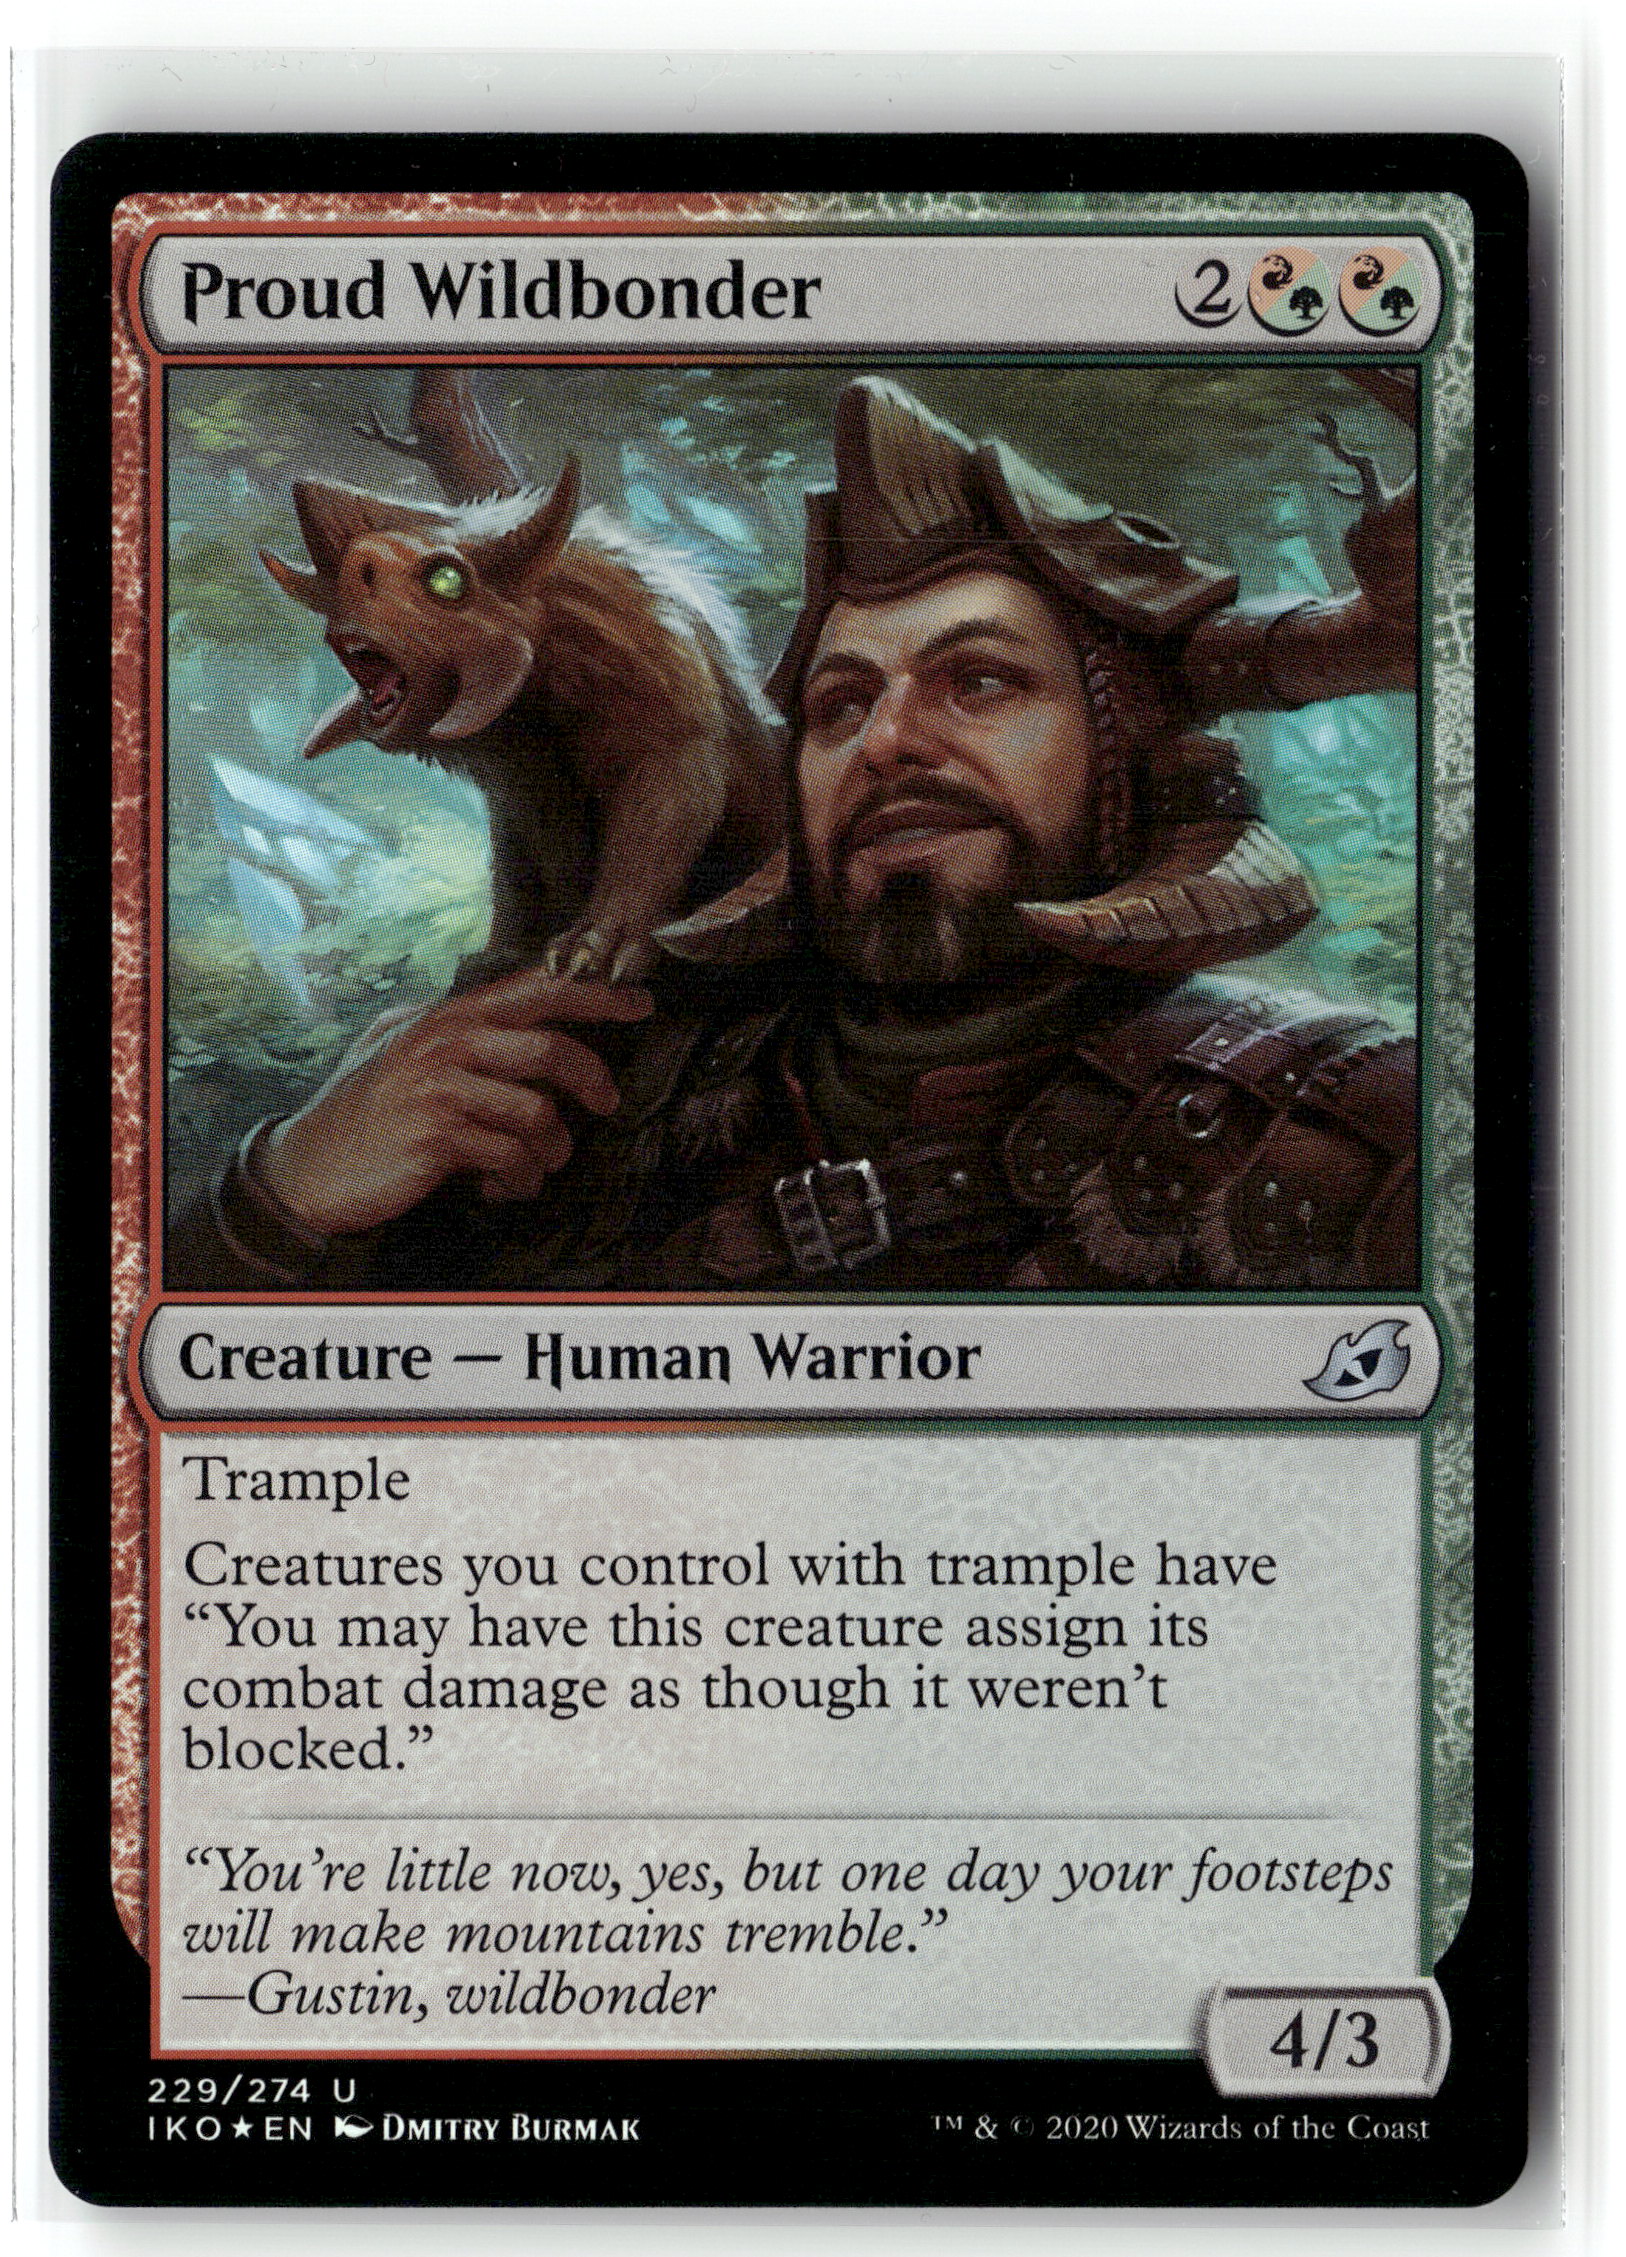 Proud Wildbonder 2
Creature — Human Warrior
Trample
Creatures you control with trample have
“You may have this creature assign its
combat damage as though it weren’t
blocked.”
“You’re little now, yes, but one day your footsteps
will make mountains tremble.”
—Gustin, wildbonder
4/3
229/274 U
IKO★EN Dmitry Burmak
™ & © 2020 Wizards of the Coast